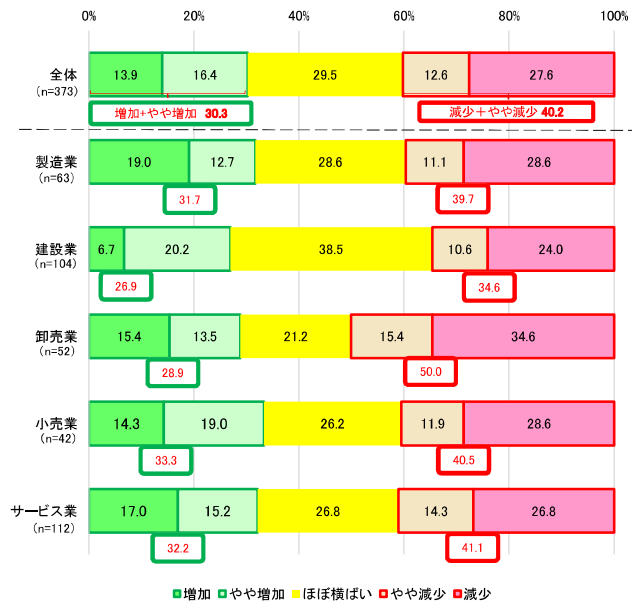 0% 20% 40% 60% 80% 100%
全体 13.9 16.4 29.5 12.6 27.6
(n=373)
増加+やや増加 30.3 減少+やや減少 40.2
製造業 19.0 12.7 28.6 11.1 28.6
(n=63)
31.7 39.7
建設業 6.7 20.2 38.5 10.6 24.0
(n=104)
26.9 34.6
卸売業 15.4 13.5 21.2 15.4 34.6
(n=52)
28.9 50.0
小売業 14.3 19.0 26.2 11.9 28.6
(n=42)
33.3 40.5
サービス業 17.0 15.2 26.8 14.3 26.8
(n=112)
32.2 41.1
増加 やや増加 ほぼ横ばい やや減少 減少